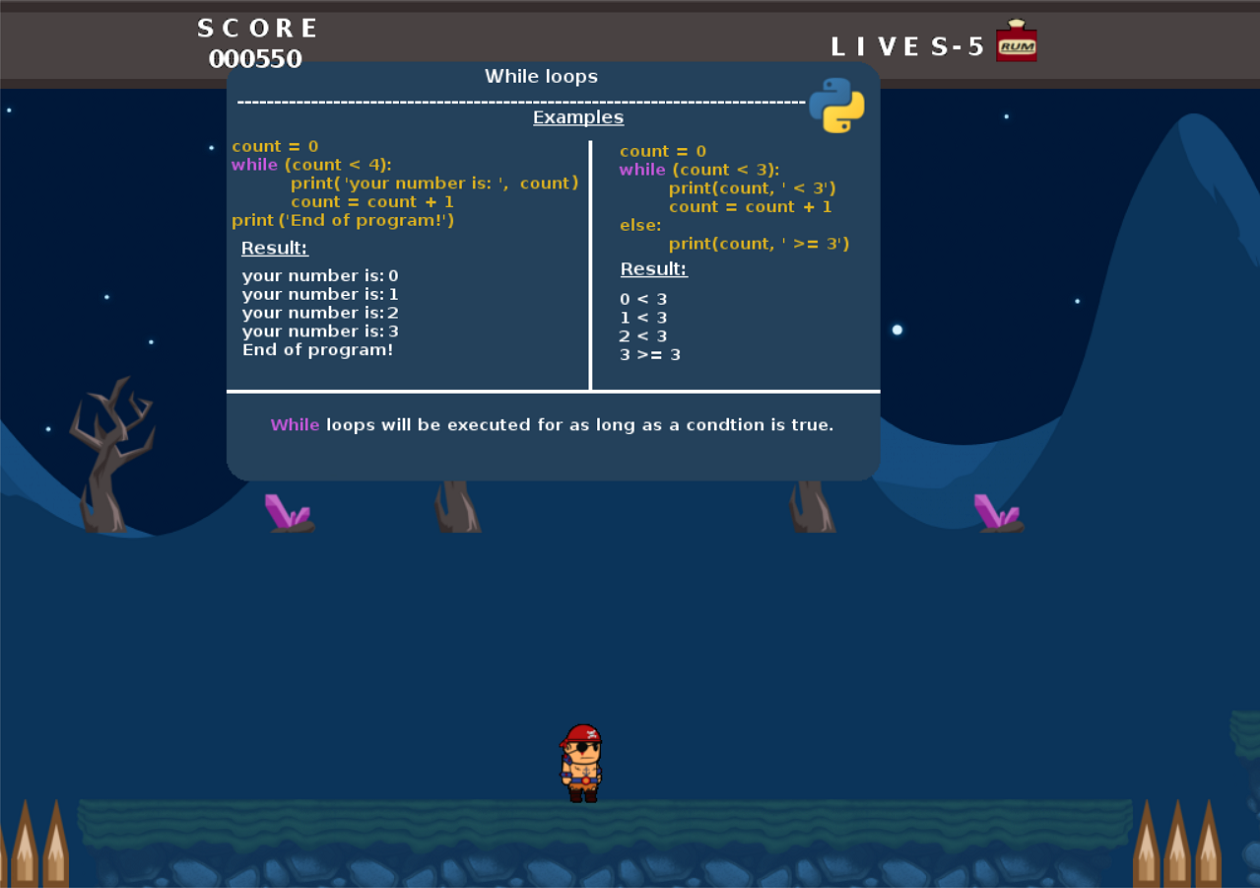 SCORE
000550
LIVES-5
RUM
While loops
--------------------------------------------------------------------------------
Examples
count = 0
while (count < 4):
print( 'your number is: ', count)
count = count + 1
print ('End of program!')
Result:
your number is: 0
your number is: 1
your number is: 2
your number is: 3
End of program!
count = 0
while (count < 3):
print(count, ' < 3')
count = count + 1
else:
print(count, ' >= 3')
Result:
0 < 3
1 < 3
2 < 3
3 >= 3
While loops will be executed for as long as a condtion is true.